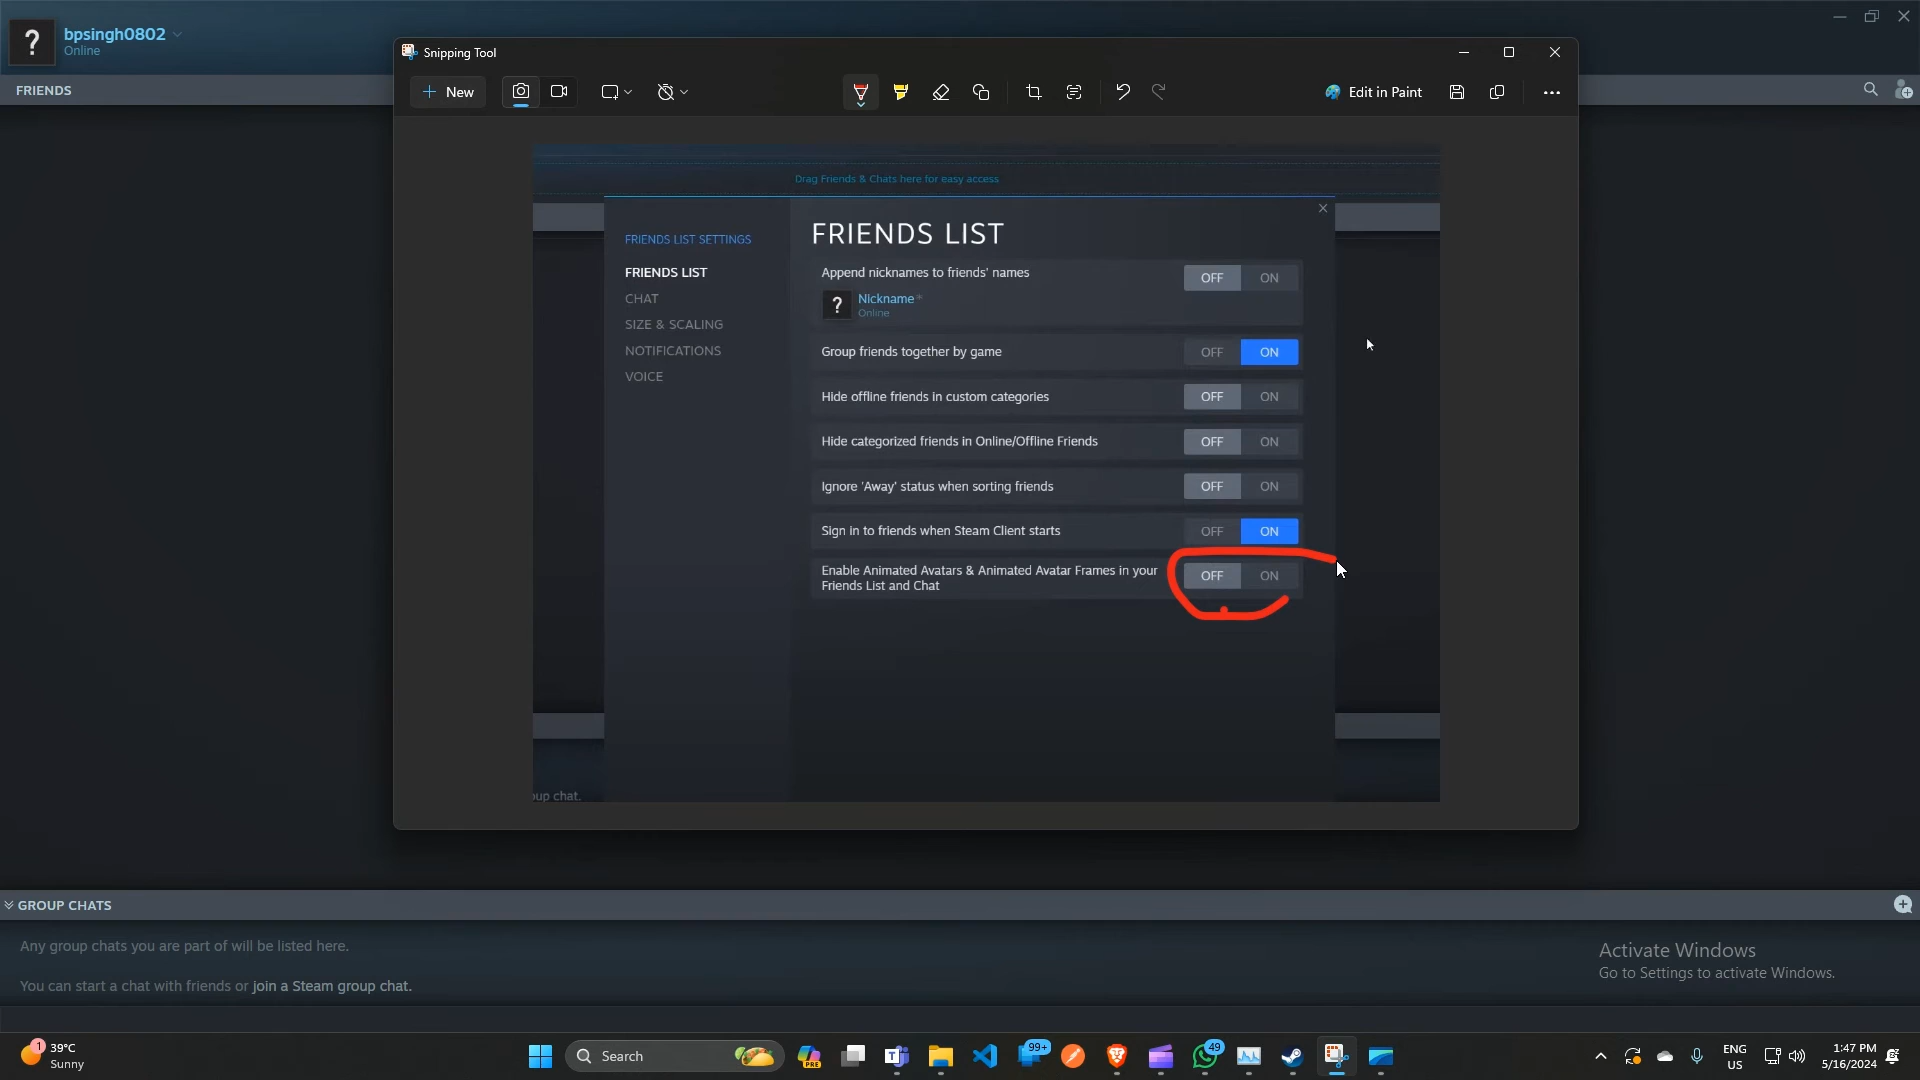 bpsingh0802
Online
FRIENDS
Snipping Tool
New
Edit in Paint
Drag Friends & Chats here for easy access
FRIENDS LIST SETTINGS
FRIENDS LIST
CHAT
SIZE & SCALING
NOTIFICATIONS
VOICE
FRIENDS LIST
Append nicknames to friends' names
OFF ON
? Nickname *
Online
Group friends together by game
OFF ON
Hide offline friends in custom categories
OFF ON
Hide categorized friends in Online/Offline Friends
OFF ON
Ignore 'Away' status when sorting friends
OFF ON
Sign in to friends when Steam Client starts
OFF ON
Enable Animated Avatars & Animated Avatar Frames in your
Friends List and Chat
OFF ON
oup chat.
GROUP CHATS
Any group chats you are part of will be listed here.
You can start a chat with friends or join a Steam group chat.
Activate Windows
Go to Settings to activate Windows.
1
39°C
Sunny
Search
PRE
99+
49
ENG
US
1:47 PM
5/16/2024